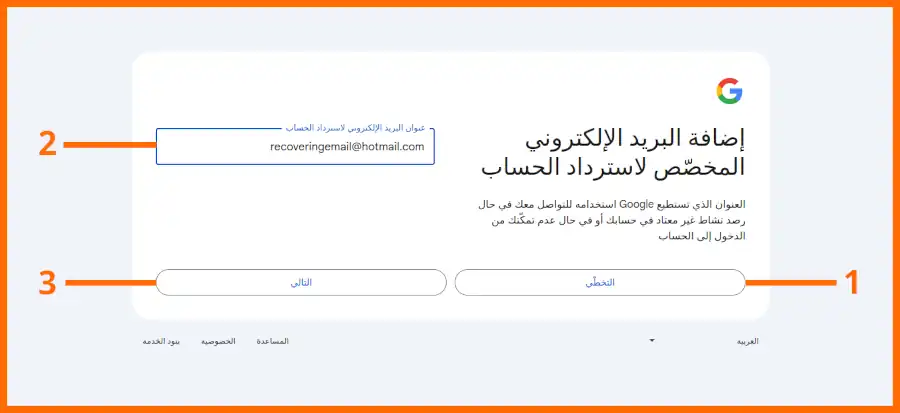 إضافة البريد الإلكتروني
المخصّص لاسترداد الحساب
العنوان الذي تستطيع Google استخدامه للتواصل معك في حال
رصد نشاط غير معتاد في حسابك أو في حال عدم تمكّنك من
الدخول إلى الحساب
عنوان البريد الإلكتروني لاسترداد الحساب
recoveringemail@hotmail.com
2
1
التخطّي
التالي
3
العربية
المساعدة
الخصوصية
بنود الخدمة